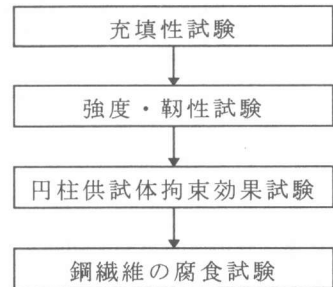 充填性試験
強度・靱性試験
円柱供試体拘束効果試験
鋼繊維の腐食試験